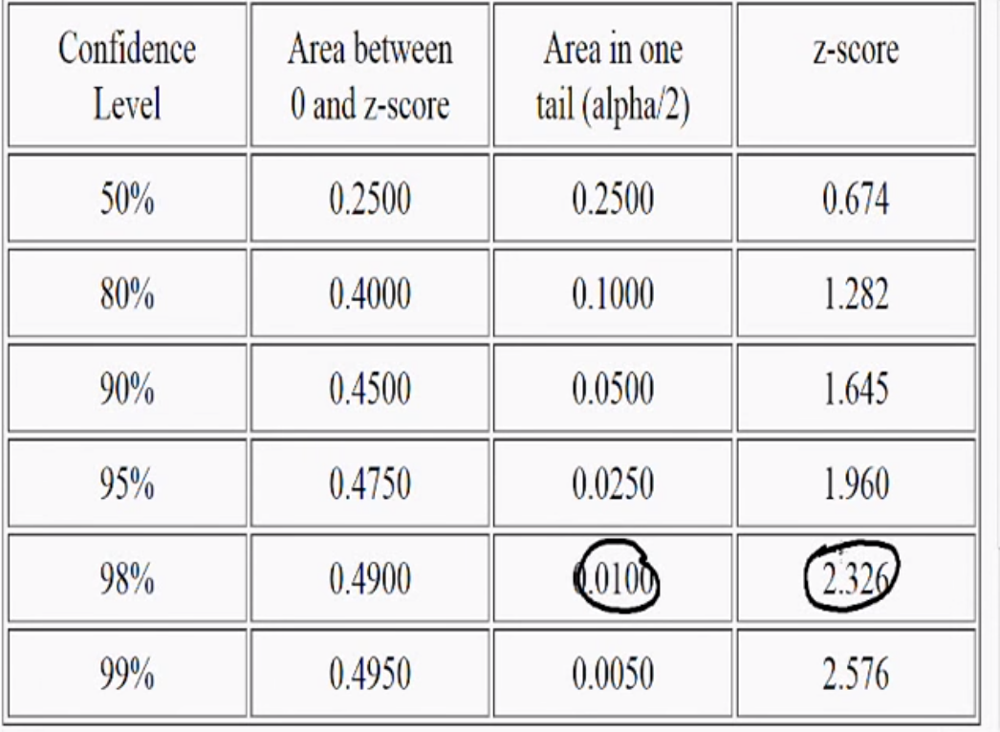 Confidence Level Area between 0 and z-score Area in one tail (alpha/2) z-score
50% 0.2500 0.2500 0.674
80% 0.4000 0.1000 1.282
90% 0.4500 0.0500 1.645
95% 0.4750 0.0250 1.960
98% 0.4900 0.0100 2.326
99% 0.4950 0.0050 2.576